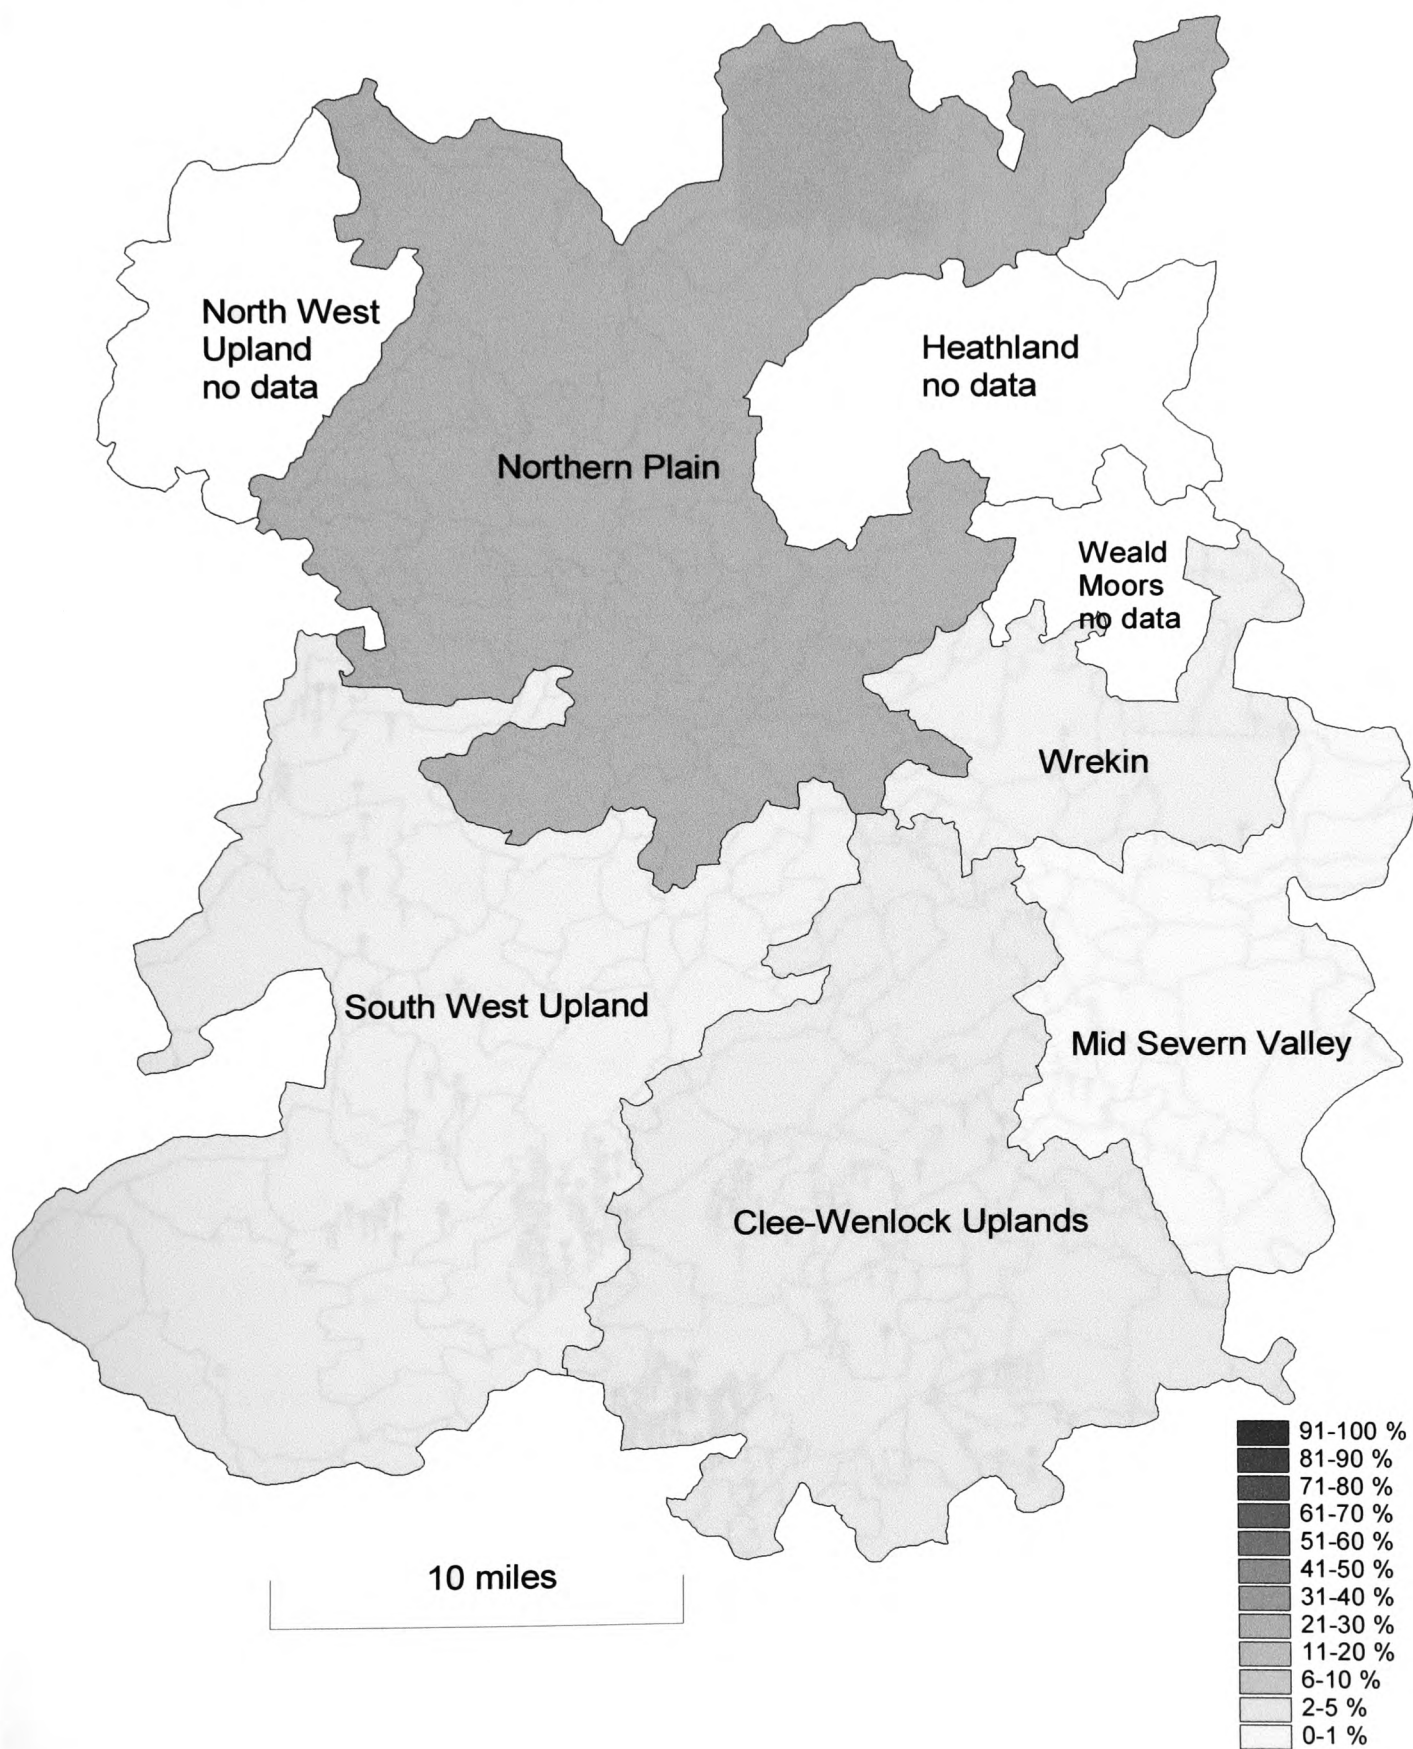 North West
Upland
no data
Heathland
no data
Northern Plain
Weald
Moors
no data
Wrekin
South West Upland
Mid Severn Valley
Clee-Wenlock Uplands
10 miles
91-100 %
81-90 %
71-80 %
61-70 %
51-60 %
41-50 %
31-40 %
21-30 %
11-20 %
6-10 %
2-5 %
0-1 %